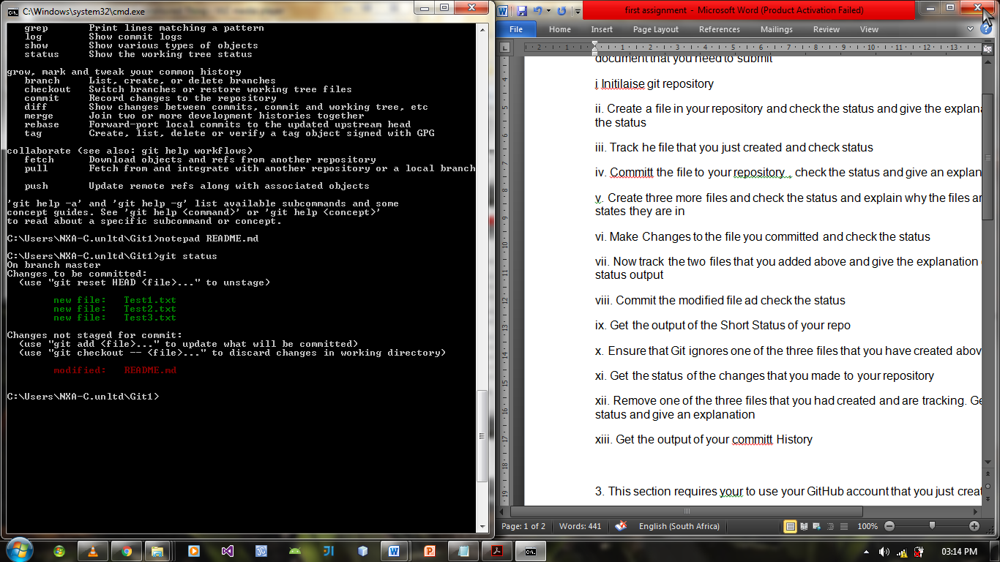 C:\Windows\system32\cmd.exe
grep Print lines matching a pattern
log Show commit logs
show Show various types of objects
status Show the working tree status
grow, mark and tweak your common history
branch List, create, or delete branches
checkout Switch branches or restore working tree files
commit Record changes to the repository
diff Show changes between commits, commit and working tree, etc
merge Join two or more development histories together
rebase Forward-port local commits to the updated upstream head
tag Create, list, delete or verify a tag object signed with GPG
collaborate (see also: git help workflows)
fetch Download objects and refs from another repository
pull Fetch from and integrate with another repository or a local branch
push Update remote refs along with associated objects
'git help -a' and 'git help -g' list available subcommands and some
concept guides. See 'git help <command>' or 'git help <concept>'
to read about a specific subcommand or concept.
C:\Users\NXA-C.unltd\Git1>notepad README.md
C:\Users\NXA-C.unltd\Git1>git status
On branch master
Changes to be committed:
(use "git reset HEAD <file>..." to unstage)
new file: Test1.txt
new file: Test2.txt
new file: Test3.txt
Changes not staged for commit:
(use "git add <file>..." to update what will be committed)
(use "git checkout -- <file>..." to discard changes in working directory)
modified: README.md
C:\Users\NXA-C.unltd\Git1>
first assignment - Microsoft Word (Product Activation Failed)
File Home Insert Page Layout References Mailings Review View
2 1 1 2 3 4 5 6 7 8 9 10 11 12 13
document that you need to submit
i Initilaise git repository
ii. Create a file in your repository and check the status and give the explana
the status
iii. Track he file that you just created and check status
iv. Committ the file to your repository , check the status and give an explan
v. Create three more files and check the status and explain why the files ar
states they are in
vi. Make Changes to the file you committed and check the status
vii. Now track the two files that you added above and give the explanation
status output
viii. Commit the modified file ad check the status
ix. Get the output of the Short Status of your repo
x. Ensure that Git ignores one of the three files that you have created abov
xi. Get the status of the changes that you made to your repository
xii. Remove one of the three files that you had created and are tracking. Ge
status and give an explanation
xiii. Get the output of your committ History
3. This section requires your to use your GitHub account that you just creat
Page: 1 of 2 Words: 441 English (South Africa) 100%
03:14 PM